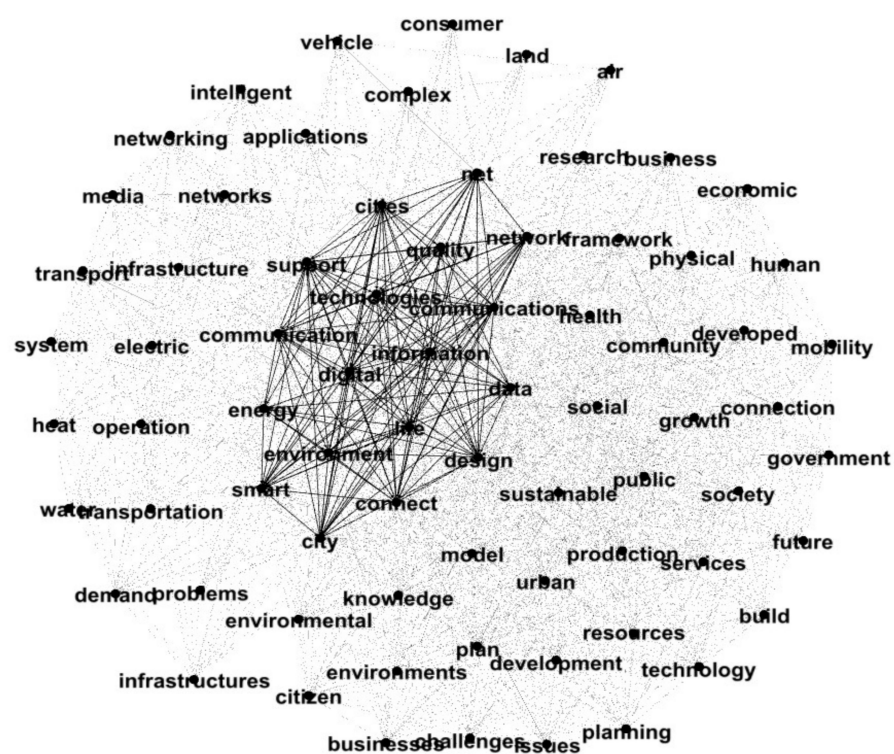 consumer
vehicle
land
air
intelligent
complex
networking
applications
research
business
net
economic
media
networks
cities
network
framework
quality
physical
human
transport
infrastructure
support
technologies
communications
health
communication
developed
system
electric
information
community
mobility
digital
data
energy
social
connection
growth
heat
operation
life
environment
design
government
smart
public
sustainable
society
connect
water
transportation
city
future
model
production
services
urban
demand
problems
knowledge
build
environmental
resources
plan
development
technology
environments
infrastructures
citizen
planning
businesses
challenges
issues